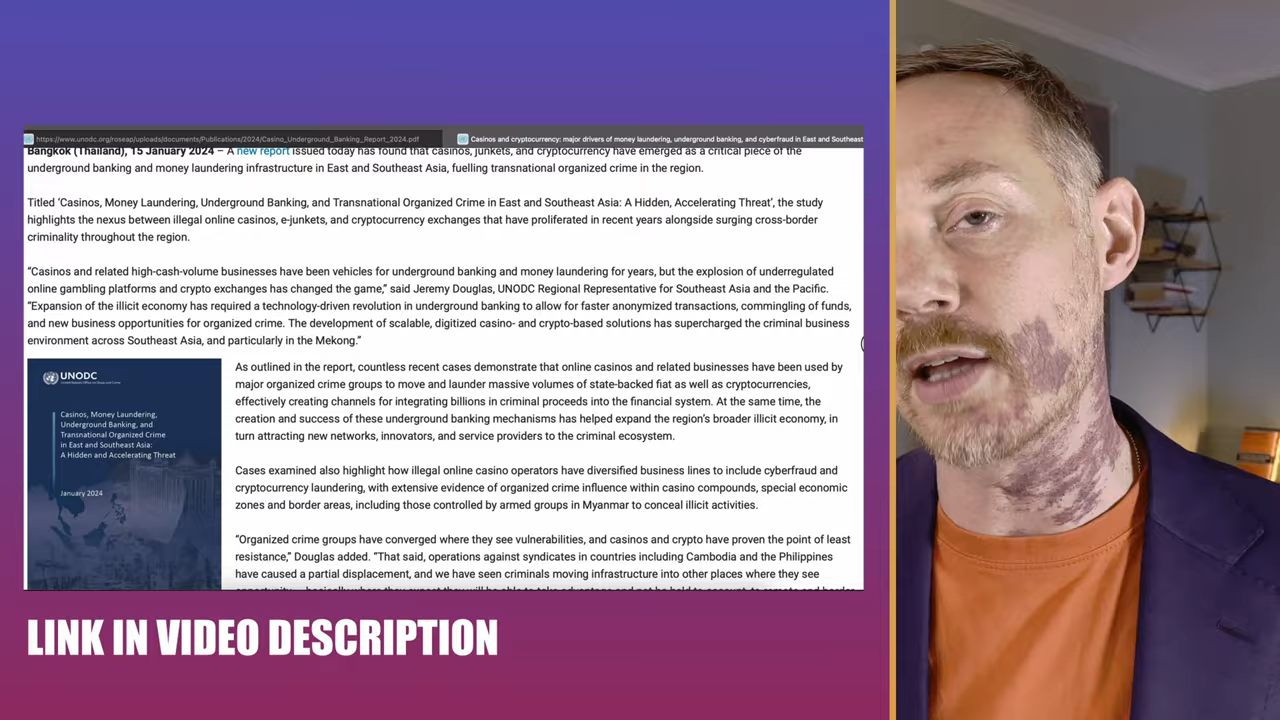 https://www.unodc.org/roseap/uploads/documents/Publications/2024/Casino_Underground_Banking_Report_2024.pdf
Casinos and cryptocurrency: major drivers of money laundering, underground banking, and cyberfraud in East and Southeast
Bangkok (Thailand), 15 January 2024 – A new report issued today has found that casinos, junkets, and cryptocurrency have emerged as a critical piece of the
underground banking and money laundering infrastructure in East and Southeast Asia, fuelling transnational organized crime in the region.
Titled ‘Casinos, Money Laundering, Underground Banking, and Transnational Organized Crime in East and Southeast Asia: A Hidden, Accelerating Threat’, the study
highlights the nexus between illegal online casinos, e-junkets, and cryptocurrency exchanges that have proliferated in recent years alongside surging cross-border
criminality throughout the region.
“Casinos and related high-cash-volume businesses have been vehicles for underground banking and money laundering for years, but the explosion of underregulated
online gambling platforms and crypto exchanges has changed the game,” said Jeremy Douglas, UNODC Regional Representative for Southeast Asia and the Pacific.
“Expansion of the illicit economy has required a technology-driven revolution in underground banking to allow for faster anonymized transactions, commingling of funds,
and new business opportunities for organized crime. The development of scalable, digitized casino- and crypto-based solutions has supercharged the criminal business
environment across Southeast Asia, and particularly in the Mekong.”
UNODC
United Nations Office on Drugs and Crime
Casinos, Money Laundering,
Underground Banking, and
Transnational Organized Crime
in East and Southeast Asia:
A Hidden and Accelerating Threat
January 2024
As outlined in the report, countless recent cases demonstrate that online casinos and related businesses have been used by
major organized crime groups to move and launder massive volumes of state-backed fiat as well as cryptocurrencies,
effectively creating channels for integrating billions in criminal proceeds into the financial system. At the same time, the
creation and success of these underground banking mechanisms has helped expand the region’s broader illicit economy, in
turn attracting new networks, innovators, and service providers to the criminal ecosystem.
Cases examined also highlight how illegal online casino operators have diversified business lines to include cyberfraud and
cryptocurrency laundering, with extensive evidence of organized crime influence within casino compounds, special economic
zones and border areas, including those controlled by armed groups in Myanmar to conceal illicit activities.
“Organized crime groups have converged where they see vulnerabilities, and casinos and crypto have proven the point of least
resistance,” Douglas added. “That said, operations against syndicates in countries including Cambodia and the Philippines
have caused a partial displacement, and we have seen criminals moving infrastructure into other places where they see
LINK IN VIDEO DESCRIPTION